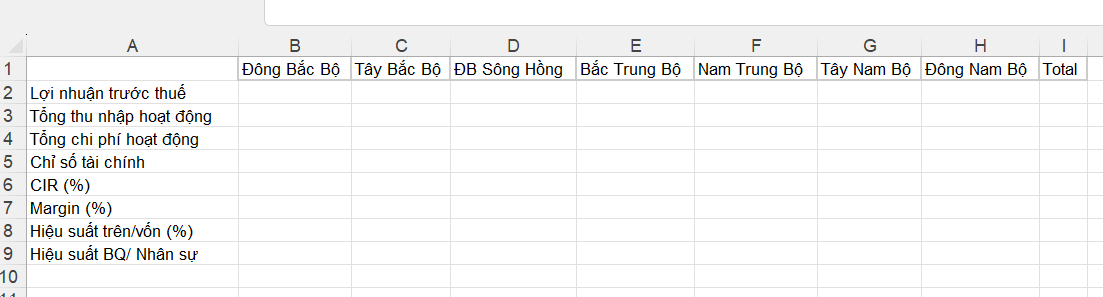 A B C D E F G H I
1 Đông Bắc Bộ Tây Bắc Bộ ĐB Sông Hồng Bắc Trung Bộ Nam Trung Bộ Tây Nam Bộ Đông Nam Bộ Total
2 Lợi nhuận trước thuế
3 Tổng thu nhập hoạt động
4 Tổng chi phí hoạt động
5 Chỉ số tài chính
6 CIR (%)
7 Margin (%)
8 Hiệu suất trên/vốn (%)
9 Hiệu suất BQ/ Nhân sự
10